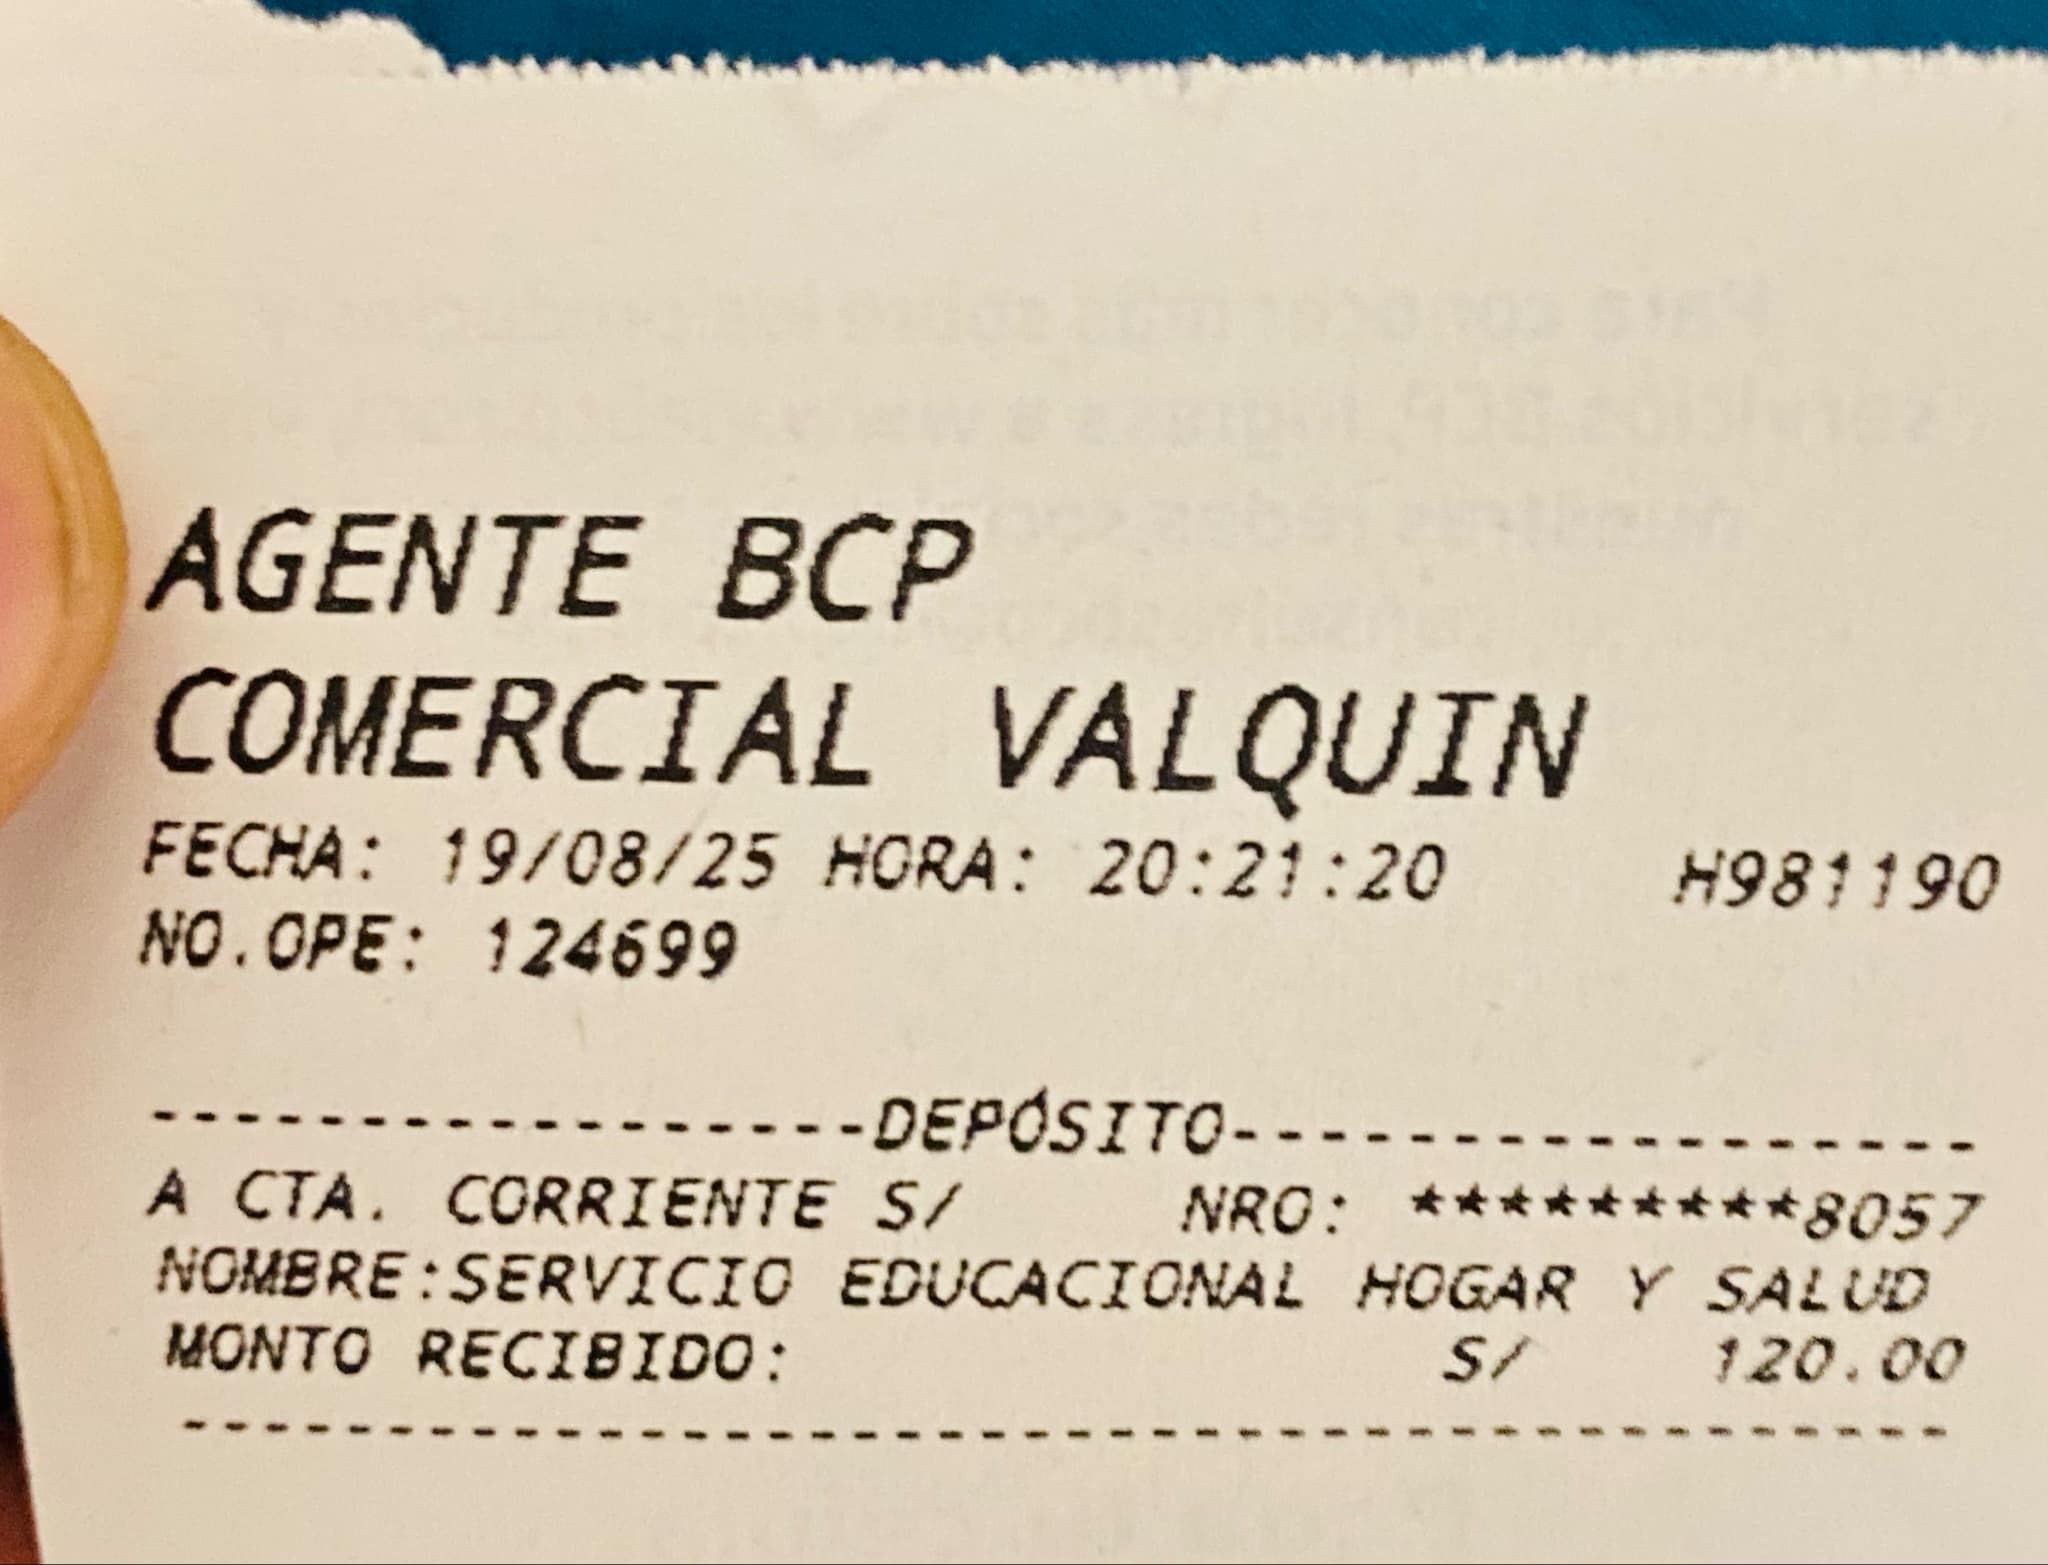 AGENTE BCP
COMERCIAL VALQUIN
FECHA: 19/08/25 HORA: 20:21:20 H981190
NO.OPE: 124699
------------------DEPÓSITO-------------------
A CTA. CORRIENTE S/ NRO: **********8057
NOMBRE:SERVICIO EDUCACIONAL HOGAR Y SALUD
MONTO RECIBIDO: S/ 120.00
---------------------------------------------